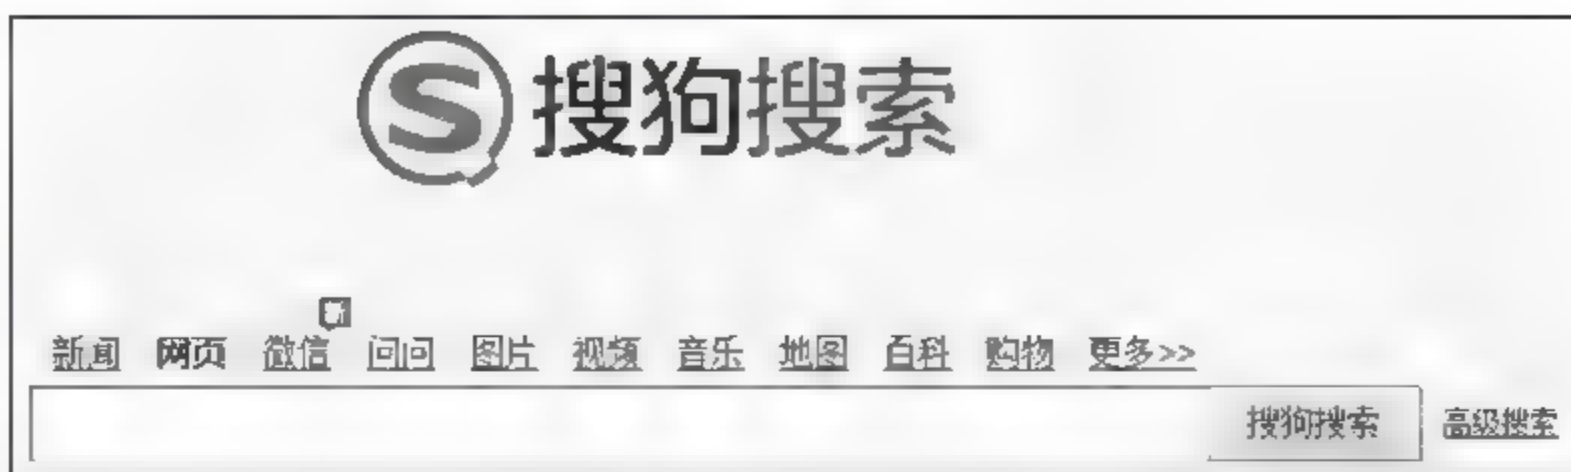 搜狗搜索
新
新闻 网页 微信 问问 图片 视频 音乐 地图 百科 购物 更多>>
搜狗搜索 高级搜索